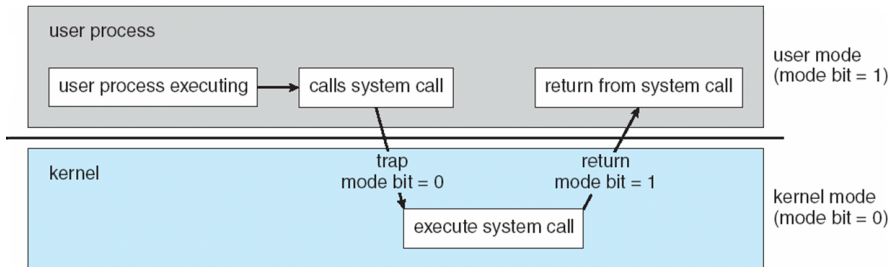 user process
user process executing
calls system call
return from system call
user mode
(mode bit = 1)
trap
mode bit = 0
return
mode bit = 1
kernel
execute system call
kernel mode
(mode bit = 0)